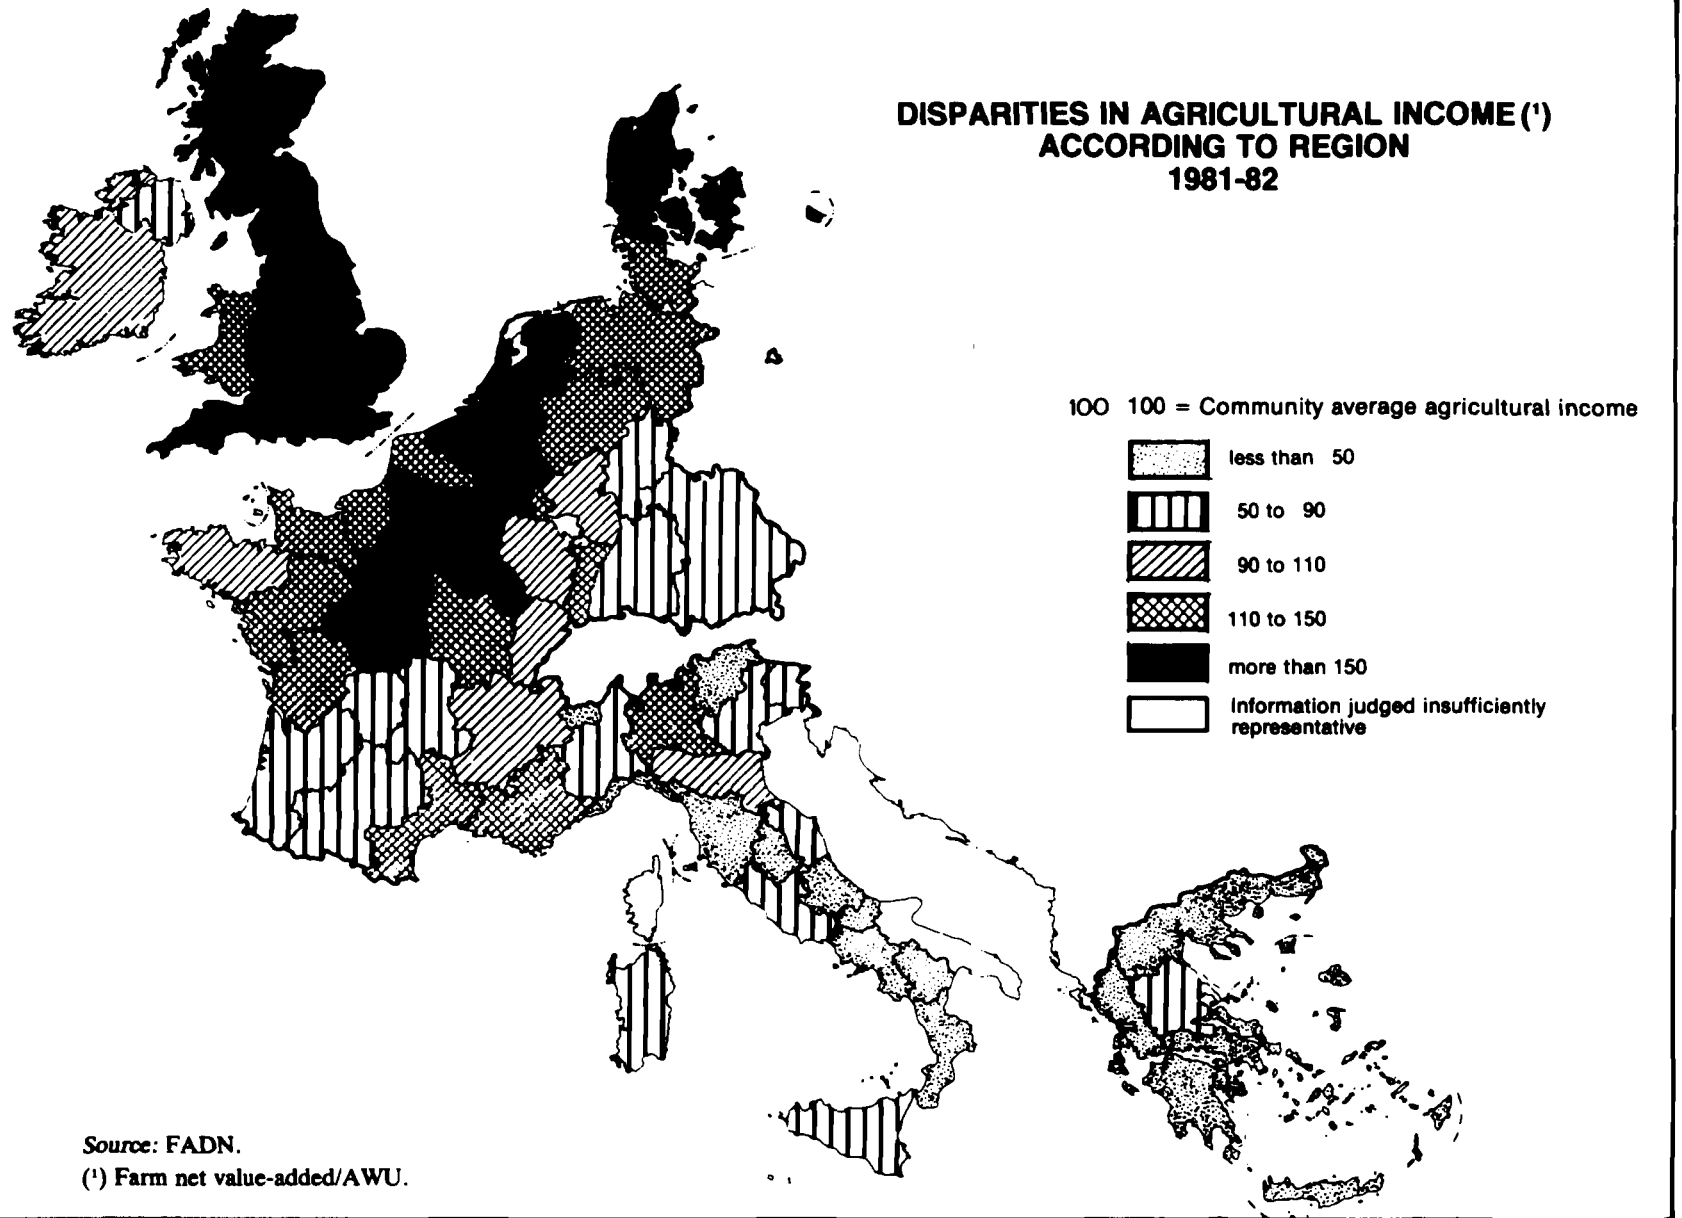 DISPARITIES IN AGRICULTURAL INCOME (¹)
ACCORDING TO REGION
1981-82
100 100 = Community average agricultural income
less than 50
50 to 90
90 to 110
110 to 150
more than 150
Information judged insufficiently
representative
Source: FADN.
(¹) Farm net value-added/AWU.